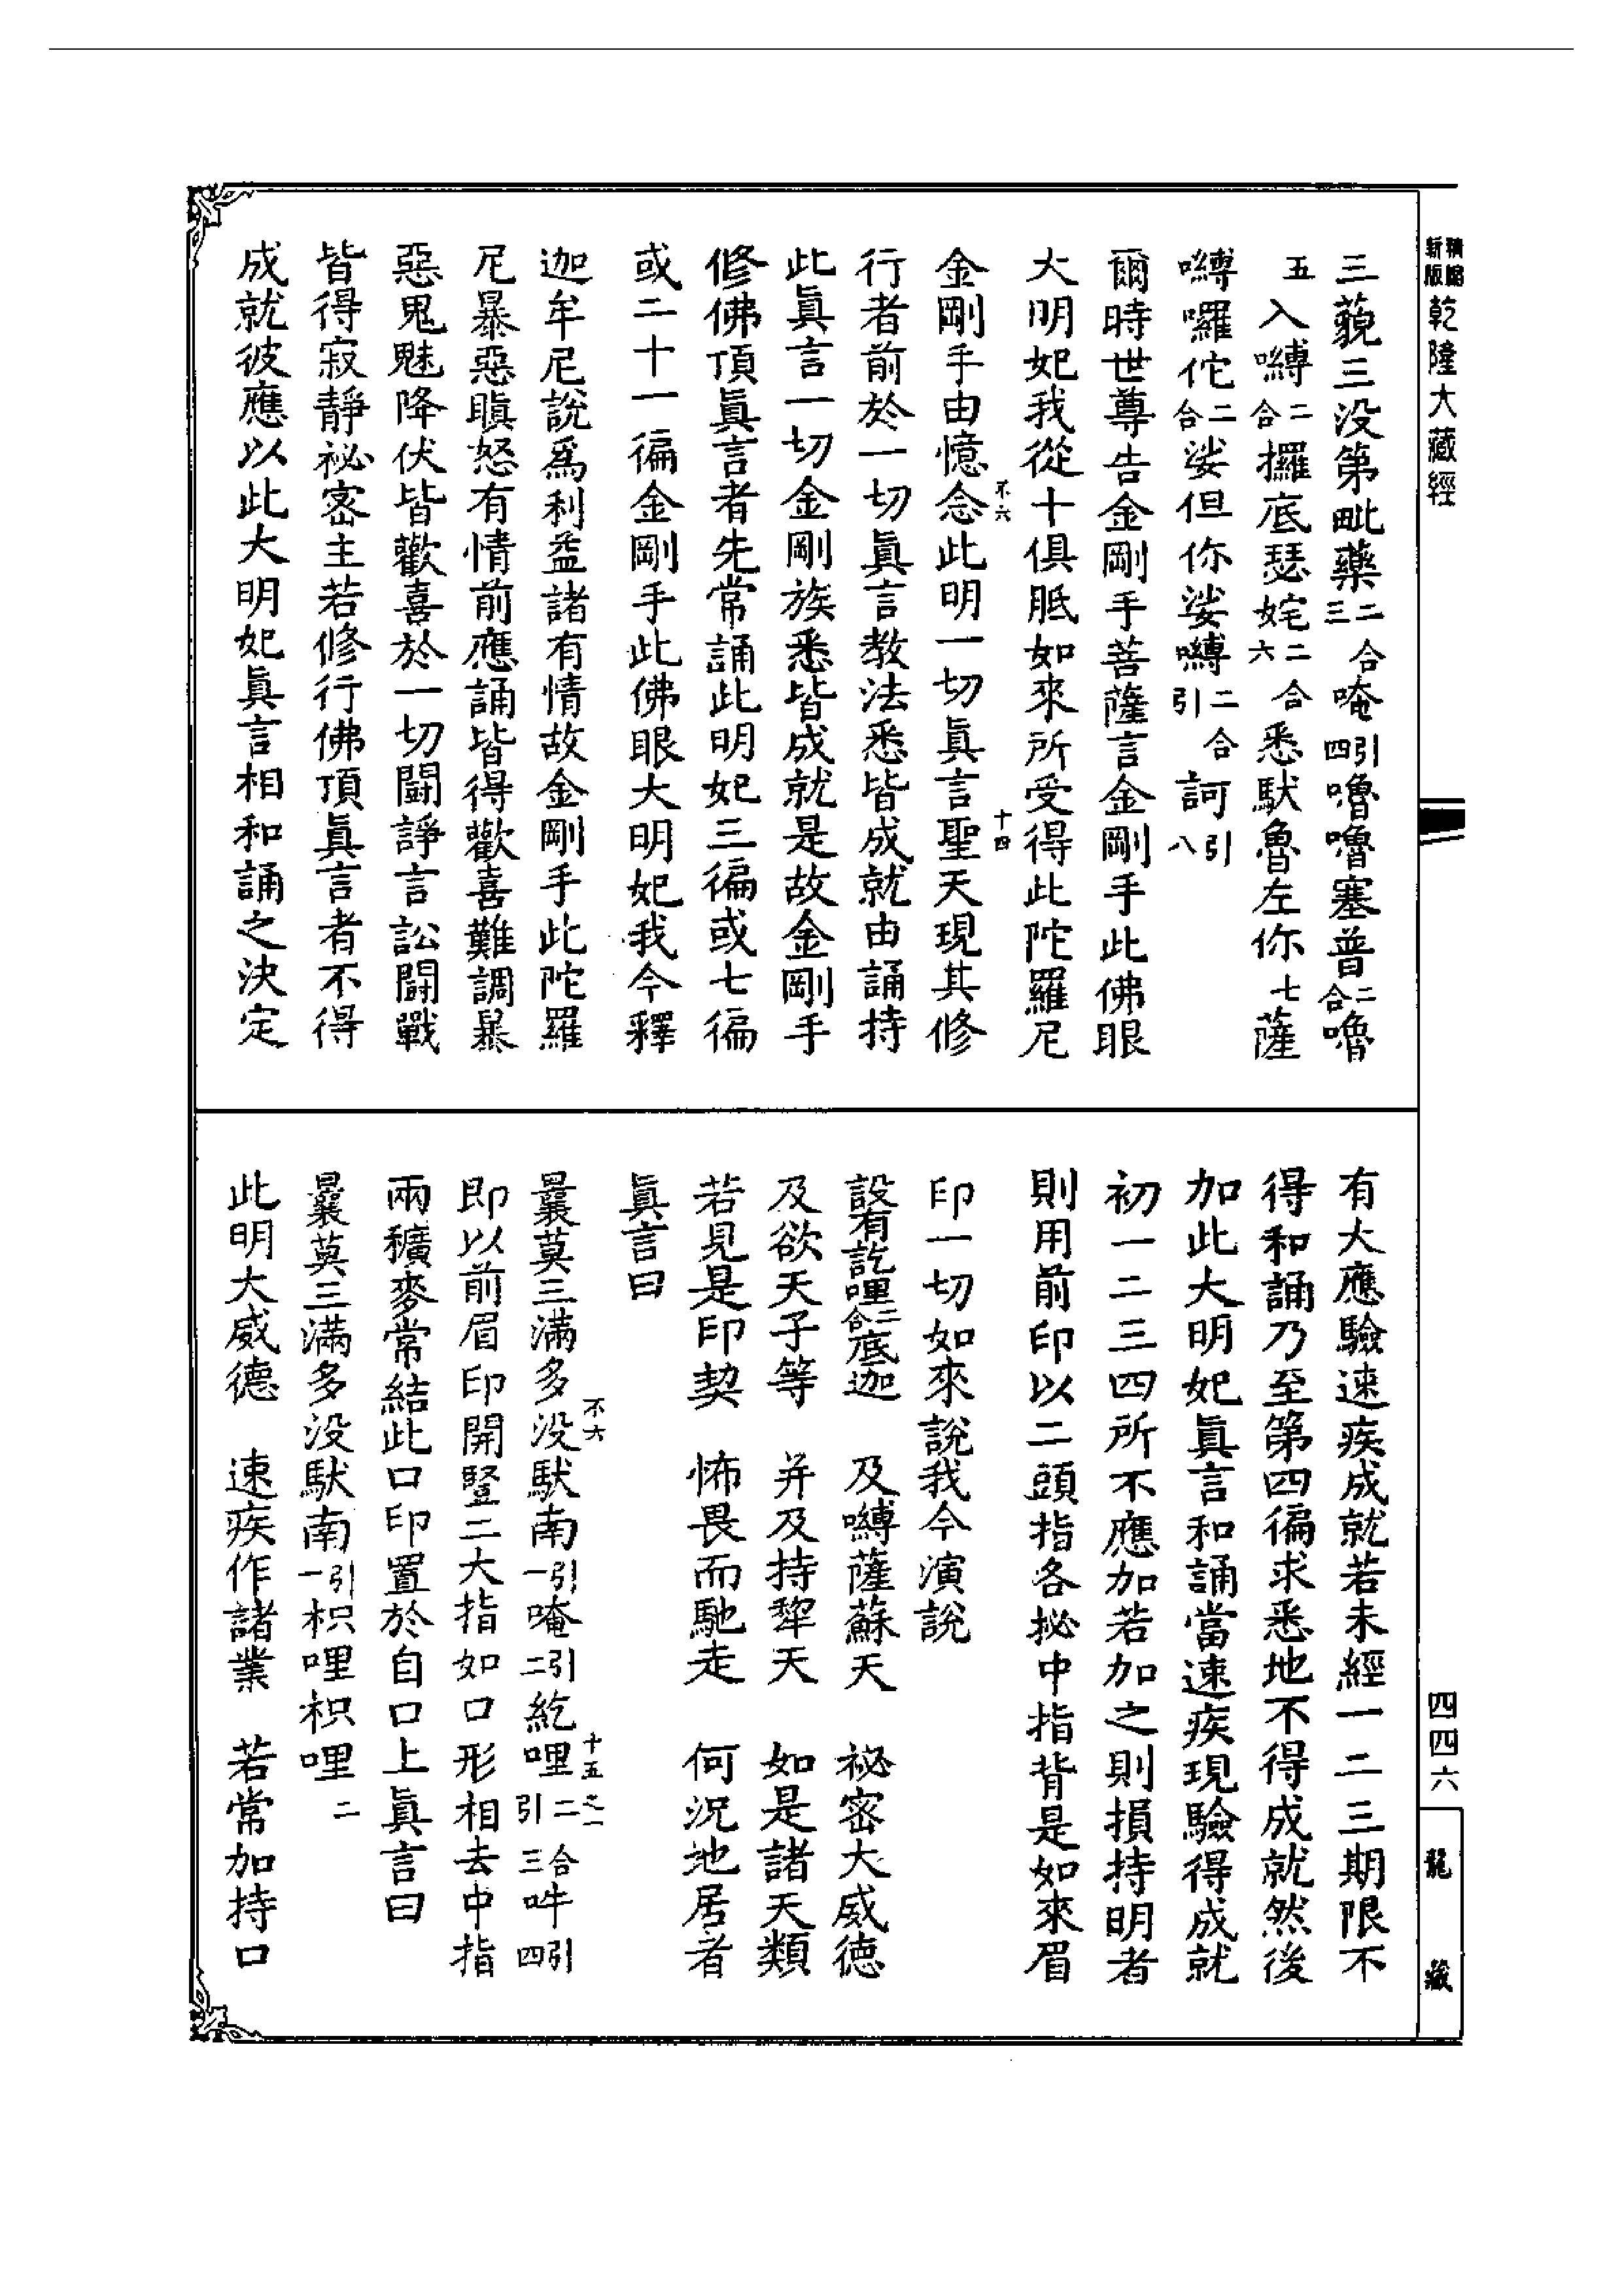 精縮
新版
乾隆大藏經
三藐三没第毗藥二合三唵引四嚕嚕塞普二合嚕
五入嚩二合攞底瑟姹二合六悉馱魯左你七薩
嚩囉佗二合娑但你娑嚩二合引訶引八
爾時世尊告金剛手菩薩言金剛手此佛眼
大明妃我從十俱胝如來所受得此陀羅尼
金剛手由憶念此明一切眞言聖天現其修
不六
十四
行者前於一切眞言教法悉皆成就由誦持
此眞言一切金剛族悉皆成就是故金剛手
修佛頂眞言者先常誦此明妃三徧或七徧
或二十一徧金剛手此佛眼大明妃我今釋
迦牟尼說爲利益諸有情故金剛手此陀羅
尼暴惡瞋怒有情前應誦皆得歡喜難調暴
惡鬼魅降伏皆歡喜於一切鬪諍言訟鬪戰
皆得寂靜祕密主若修行佛頂眞言者不得
成就彼應以此大明妃眞言相和誦之決定
有大應驗速疾成就若未經一二三期限不
得和誦乃至第四徧求悉地不得成就然後
加此大明妃眞言和誦當速疾現驗得成就
初一二三四所不應加若加之則損持明者
則用前印以二頭指各拟中指背是如來眉
印一切如來說我今演說
設有訖哩二合底迦　及嚩薩蘇天　祕密大威德
及欲天子等　并及持犂天　如是諸天類
若見是印契　怖畏而馳走　何況地居者
眞言曰
曩莫三滿多没馱南引一唵引二紇哩二合引三吽引四
不六
十五之一
即以前眉印開豎二大指如口形相去中指
兩穬麥常結此口印置於自口上眞言曰
曩莫三滿多没馱南引一枳哩枳哩二
此明大威德　速疾作諸業　若常加持口
四四六
龍藏